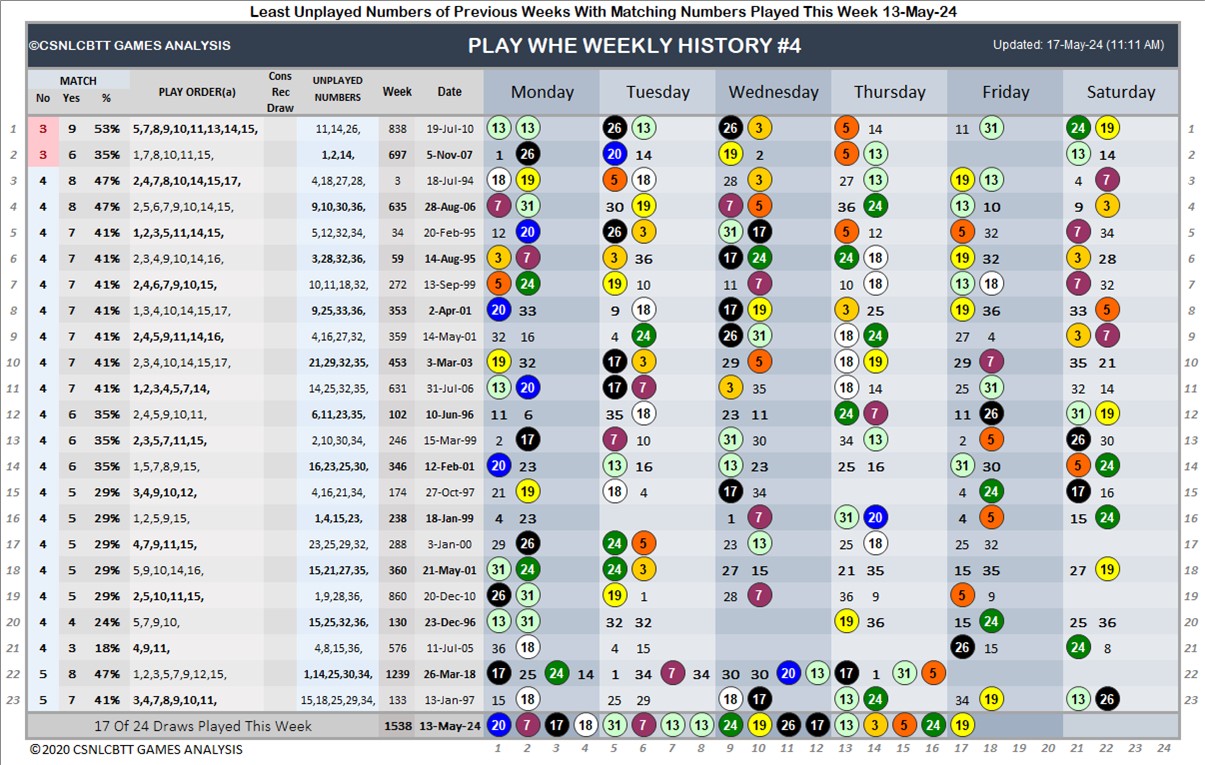 Least Unplayed Numbers of Previous Weeks With Matching Numbers Played This Week 13-May-24
©CSNLCBTT GAMES ANALYSIS PLAY WHE WEEKLY HISTORY #4 Updated: 17-May-24 (11:11 AM)
MATCH No Yes % PLAY ORDER(a) Cons Rec Draw UNPLAYED NUMBERS Week Date Monday Tuesday Wednesday Thursday Friday Saturday
1 3 9 53% 5,7,8,9,10,11,13,14,15, 11,14,26, 838 19-Jul-10 13 13 26 13 26 3 5 14 11 31 24 19 1
2 3 6 35% 1,7,8,10,11,15, 1,2,14, 697 5-Nov-07 1 26 20 14 19 2 5 13 13 14 2
3 4 8 47% 2,4,7,8,10,14,15,17, 4,18,27,28, 3 18-Jul-94 18 19 5 18 28 3 27 13 19 13 4 7 3
4 4 8 47% 2,5,6,7,9,10,14,15, 9,10,30,36, 635 28-Aug-06 7 31 30 19 7 5 36 24 13 10 9 3 4
5 4 7 41% 1,2,3,5,11,14,15, 5,12,32,34, 34 20-Feb-95 12 20 26 3 31 17 5 12 5 32 7 34 5
6 4 7 41% 2,3,4,9,10,14,16, 3,28,32,36, 59 14-Aug-95 3 7 3 36 17 24 24 18 19 32 3 28 6
7 4 7 41% 2,4,6,7,9,10,15, 10,11,18,32, 272 13-Sep-99 5 24 19 10 11 7 10 18 13 18 7 32 7
8 4 7 41% 1,3,4,10,14,15,17, 9,25,33,36, 353 2-Apr-01 20 33 9 18 17 19 3 25 19 36 33 5 8
9 4 7 41% 2,4,5,9,11,14,16, 4,16,27,32, 359 14-May-01 32 16 4 24 26 31 18 24 27 4 3 7 9
10 4 7 41% 2,3,4,10,14,15,17, 21,29,32,35, 453 3-Mar-03 19 32 17 3 29 5 18 19 29 7 35 21 10
11 4 7 41% 1,2,3,4,5,7,14, 14,25,32,35, 631 31-Jul-06 13 20 17 7 3 35 18 14 25 31 32 14 11
12 4 6 35% 2,4,5,9,10,11, 6,11,23,35, 102 10-Jun-96 11 6 35 18 23 11 24 7 11 26 31 19 12
13 4 6 35% 2,3,5,7,11,15, 2,10,30,34, 246 15-Mar-99 2 17 7 10 31 30 34 13 2 5 26 30 13
14 4 6 35% 1,5,7,8,9,15, 16,23,25,30, 346 12-Feb-01 20 23 13 16 13 23 25 16 31 30 5 24 14
15 4 5 29% 3,4,9,10,12, 4,16,21,34, 174 27-Oct-97 21 19 18 4 17 34 4 24 17 16 15
16 4 5 29% 1,2,5,9,15, 1,4,15,23, 238 18-Jan-99 4 23 1 7 31 20 4 5 15 24 16
17 4 5 29% 4,7,9,11,15, 23,25,29,32, 288 3-Jan-00 29 26 24 5 23 13 25 18 25 32 17
18 4 5 29% 5,9,10,14,16, 15,21,27,35, 360 21-May-01 31 24 24 3 27 15 21 35 15 35 27 19 18
19 4 5 29% 2,5,10,11,15, 1,9,28,36, 860 20-Dec-10 26 31 19 1 28 7 36 9 5 9 19
20 4 4 24% 5,7,9,10, 15,25,32,36, 130 23-Dec-96 13 31 32 32 19 36 15 24 25 36 20
21 4 3 18% 4,9,11, 4,8,15,36, 576 11-Jul-05 36 18 4 15 26 15 24 8 21
22 5 8 47% 1,2,3,5,7,9,12,15, 1,14,25,30,34, 1239 26-Mar-18 17 25 24 14 1 34 7 34 30 30 20 13 17 1 31 5 22
23 5 7 41% 3,4,7,8,9,10,11, 15,18,25,29,34, 133 13-Jan-97 15 18 25 29 18 17 13 24 34 19 13 26 23
17 Of 24 Draws Played This Week 1538 13-May-24 20 7 17 18 31 7 13 13 24 19 26 17 13 3 5 24 19
© 2020 CSNLCBTT GAMES ANALYSIS 1 2 3 4 5 6 7 8 9 10 11 12 13 14 15 16 17 18 19 20 21 22 23 24